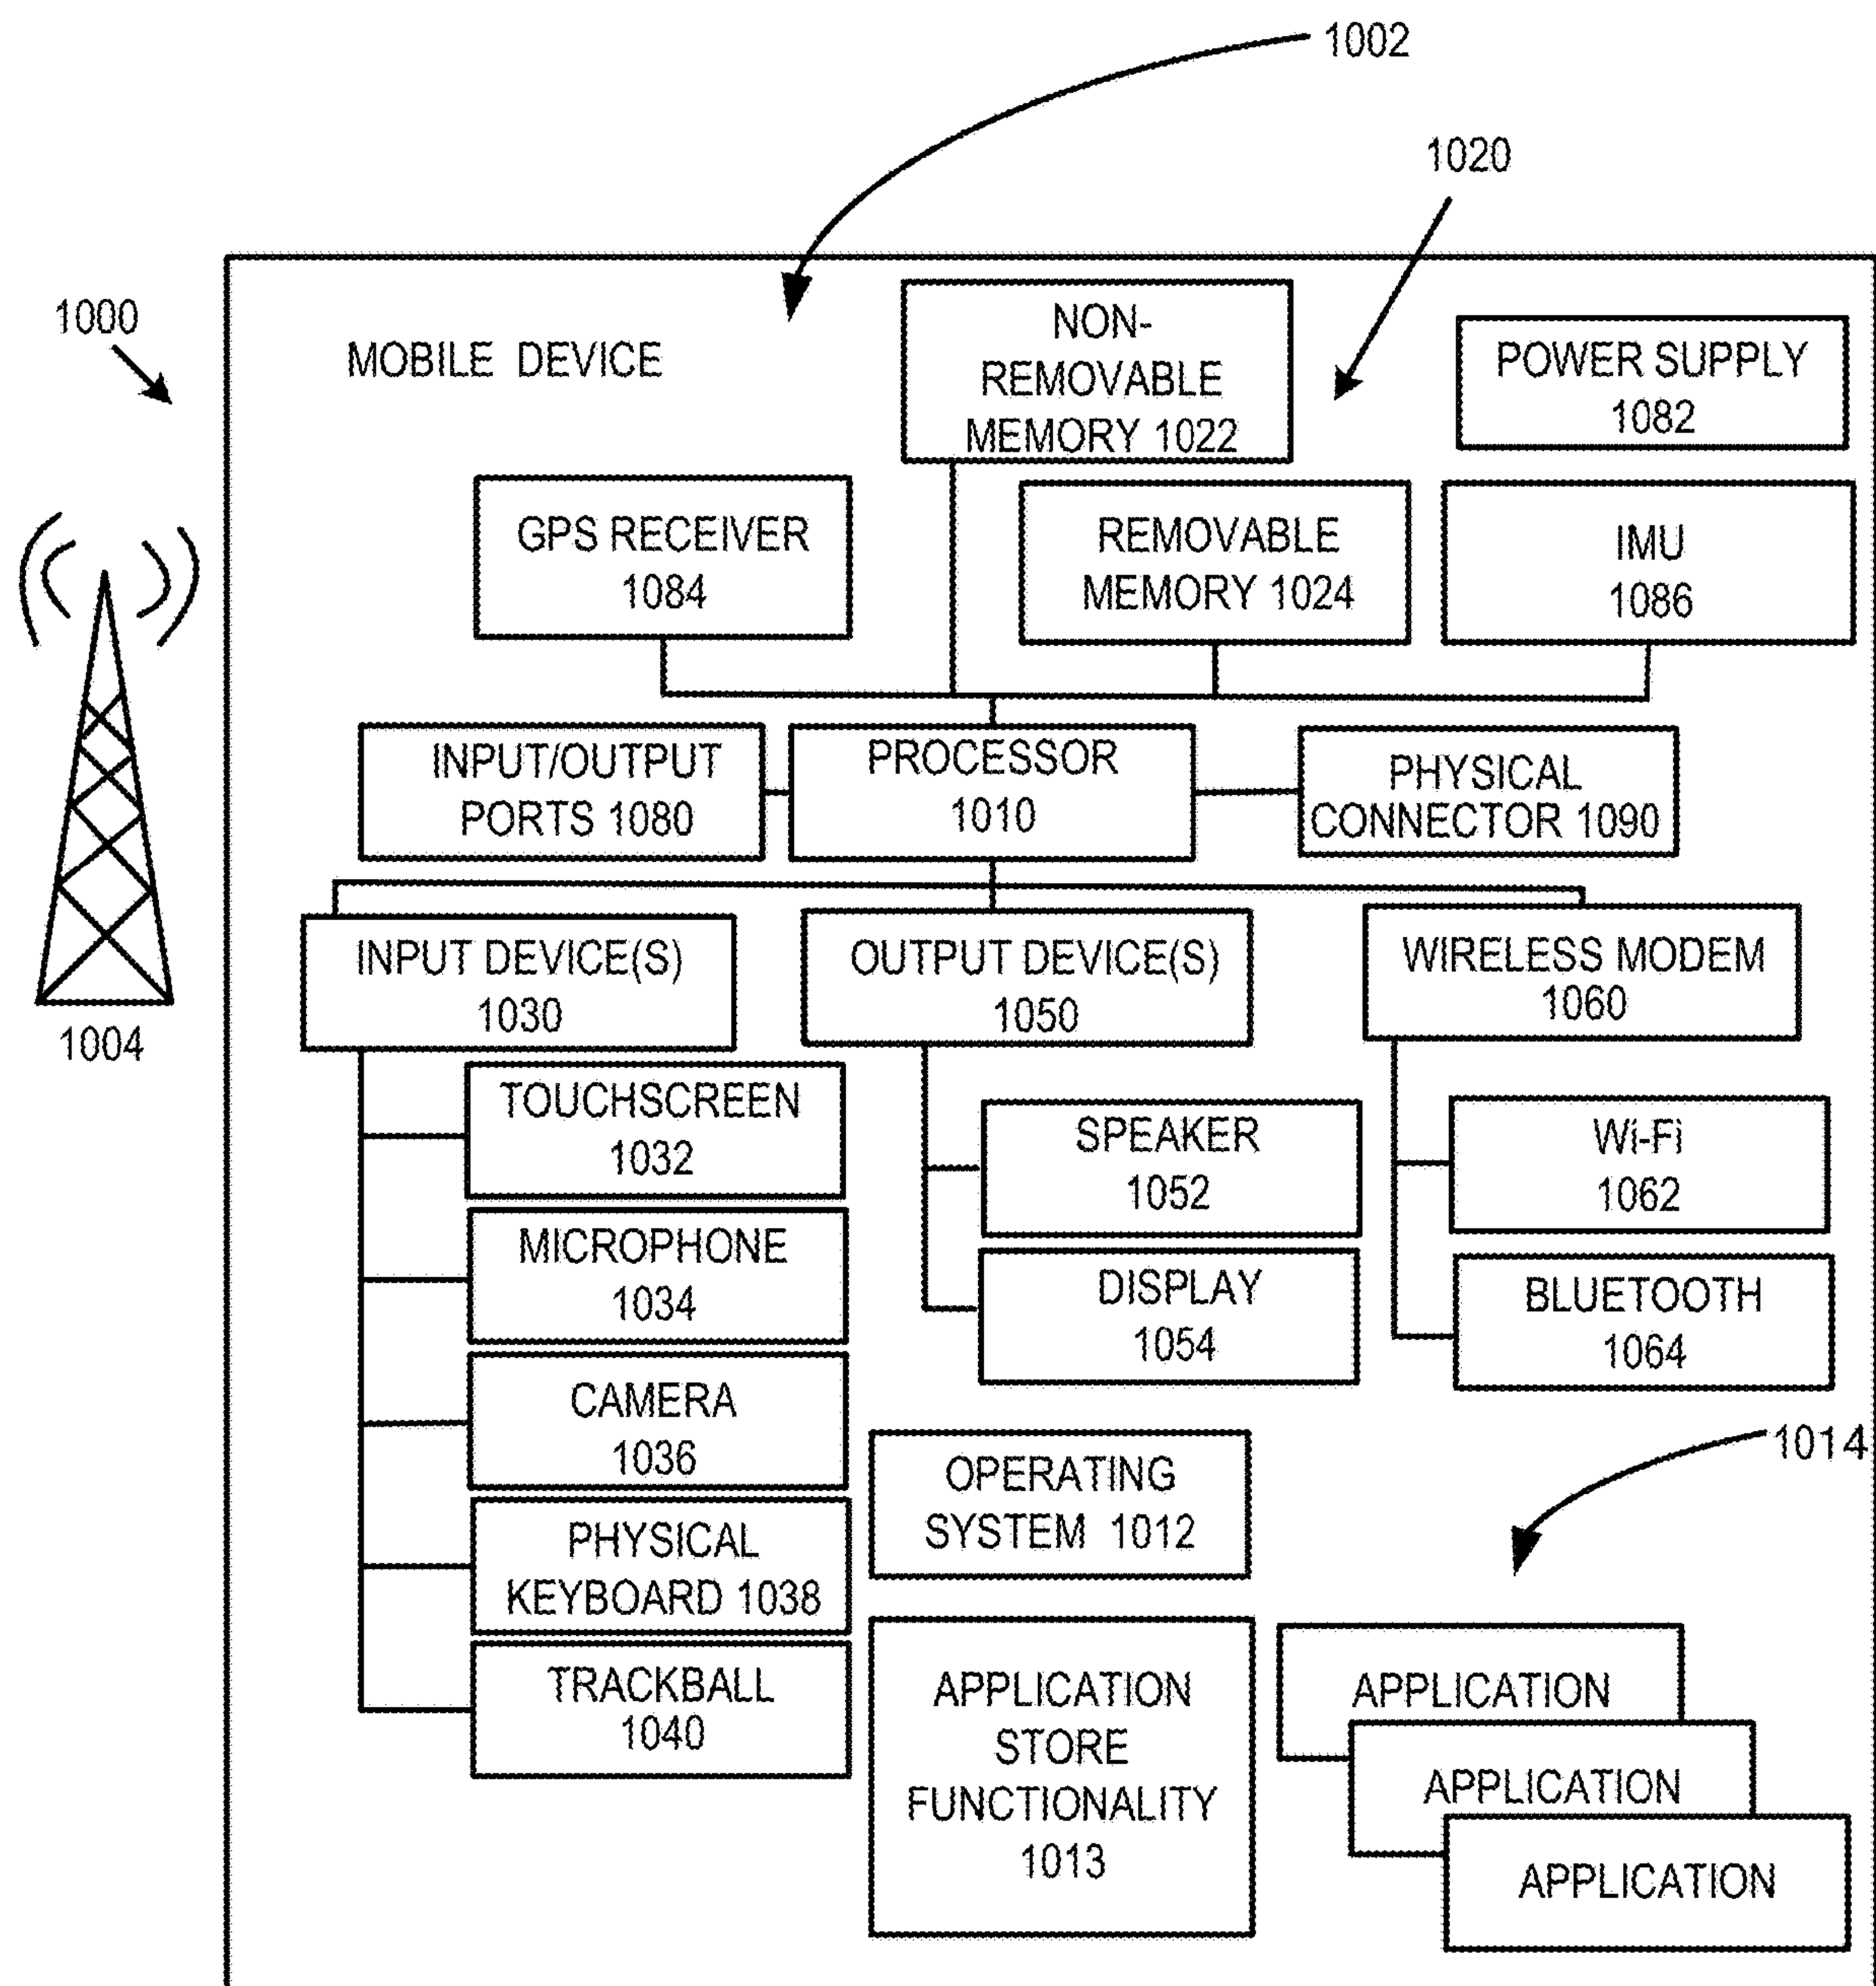 1002
1020
1000
MOBILE DEVICE
NON-
REMOVABLE
MEMORY 1022
POWER SUPPLY
1082
GPS RECEIVER
1084
REMOVABLE
MEMORY 1024
IMU
1086
INPUT/OUTPUT
PORTS 1080
PROCESSOR
1010
PHYSICAL
CONNECTOR 1090
INPUT DEVICE(S)
1030
OUTPUT DEVICE(S)
1050
WIRELESS MODEM
1060
1004
TOUCHSCREEN
1032
MICROPHONE
1034
CAMERA
1036
PHYSICAL
KEYBOARD 1038
TRACKBALL
1040
SPEAKER
1052
DISPLAY
1054
Wi-Fi
1062
BLUETOOTH
1064
OPERATING
SYSTEM 1012
APPLICATION
STORE
FUNCTIONALITY
1013
1014
APPLICATION
APPLICATION
APPLICATION